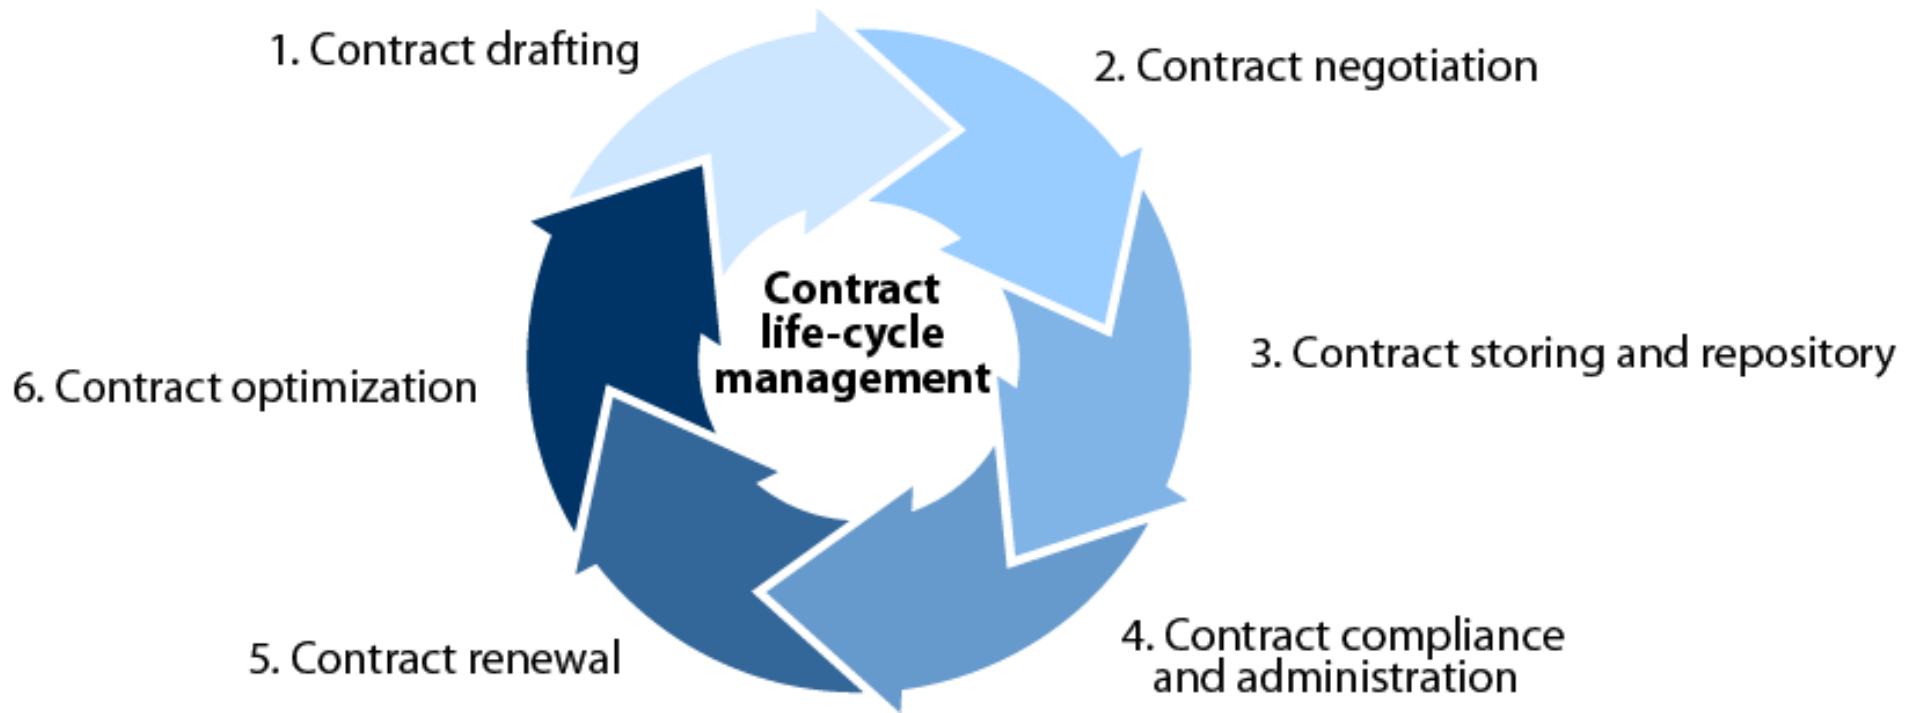 1. Contract drafting
2. Contract negotiation
3. Contract storing and repository
4. Contract compliance
and administration
5. Contract renewal
6. Contract optimization
Contract
life-cycle
management